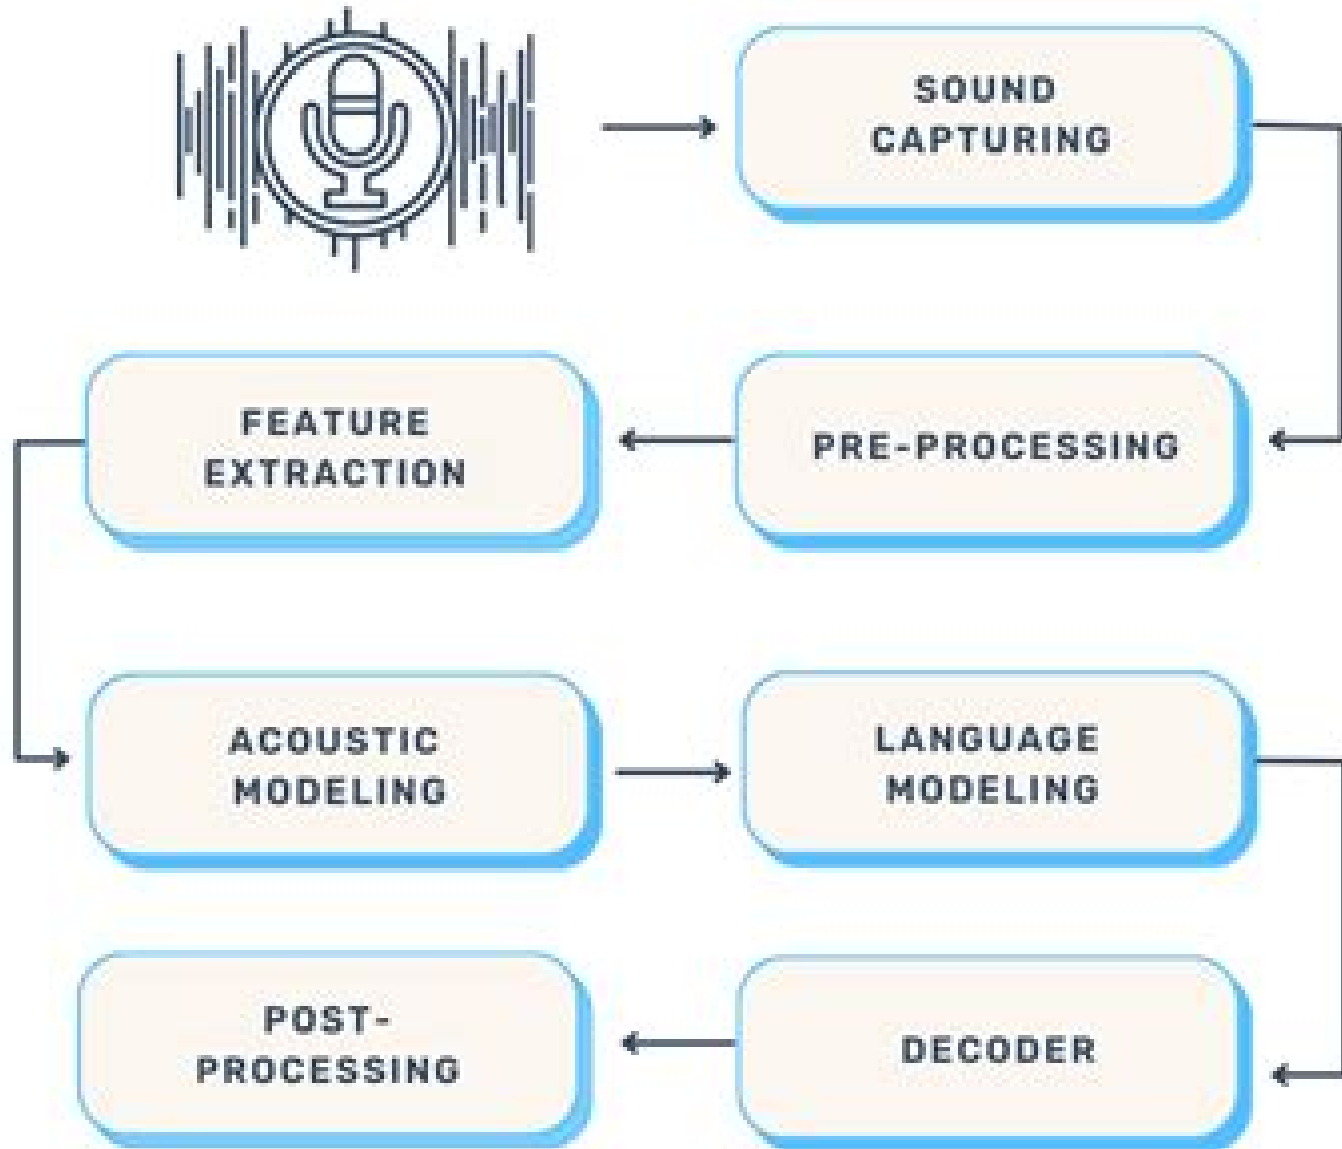 SOUND
CAPTURING
PRE-PROCESSING
FEATURE
EXTRACTION
ACOUSTIC
MODELING
LANGUAGE
MODELING
DECODER
POST-
PROCESSING